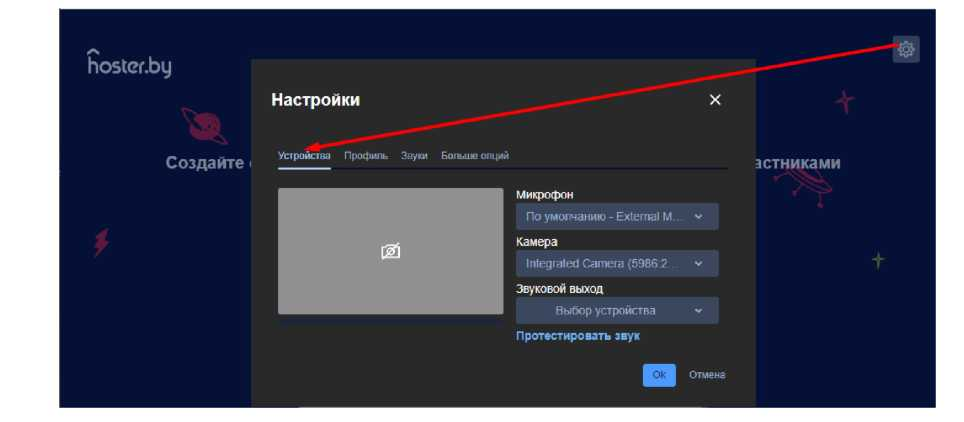 hoster.by
Настройки
Создайте
астниками
Устройства Профиль Звуки Больше опций
Микрофон
По умолчанию - External M...
Камера
Integrated Camera (5986:2...
Звуковой выход
Выбор устройства
Протестировать звук
Ok Отмена